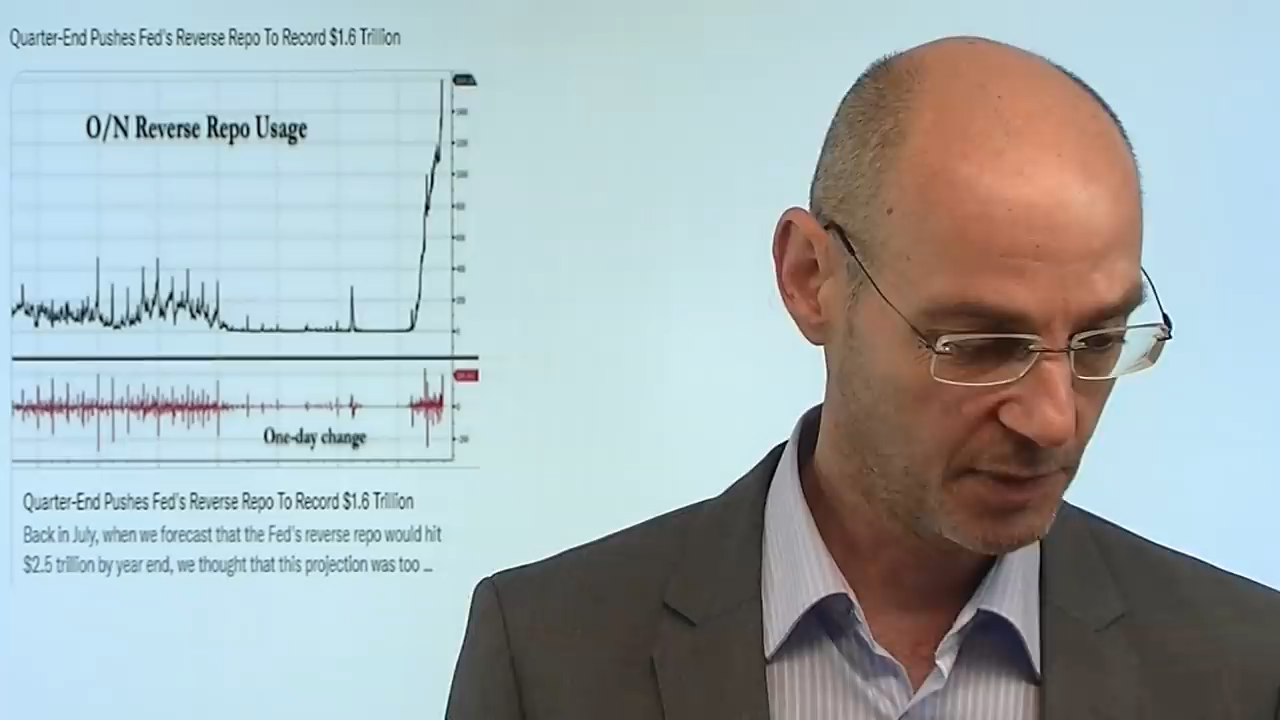 Quarter-End Pushes Fed's Reverse Repo To Record $1.6 Trillion
O/N Reverse Repo Usage
One-day change
Quarter-End Pushes Fed's Reverse Repo To Record $1.6 Trillion
Back in July, when we forecast that the Fed's reverse repo would hit
$2.5 trillion by year end, we thought that this projection was too ...